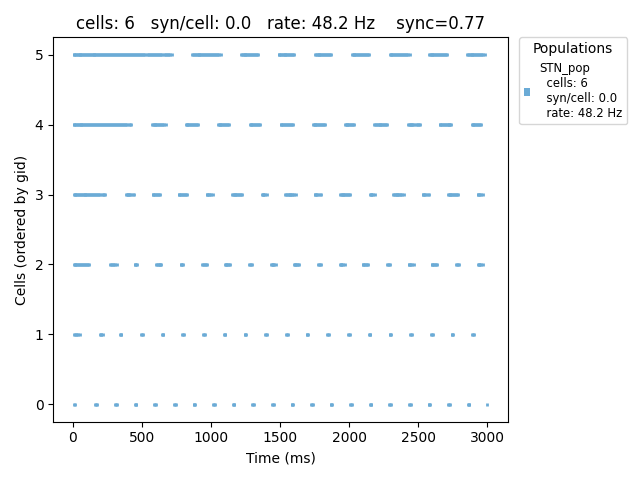 cells: 6   syn/cell: 0.0   rate: 48.2 Hz    sync=0.77
Populations
STN_pop
cells: 6
syn/cell: 0.0
rate: 48.2 Hz
Cells (ordered by gid)
5
4
3
2
1
0
0 500 1000 1500 2000 2500 3000
Time (ms)